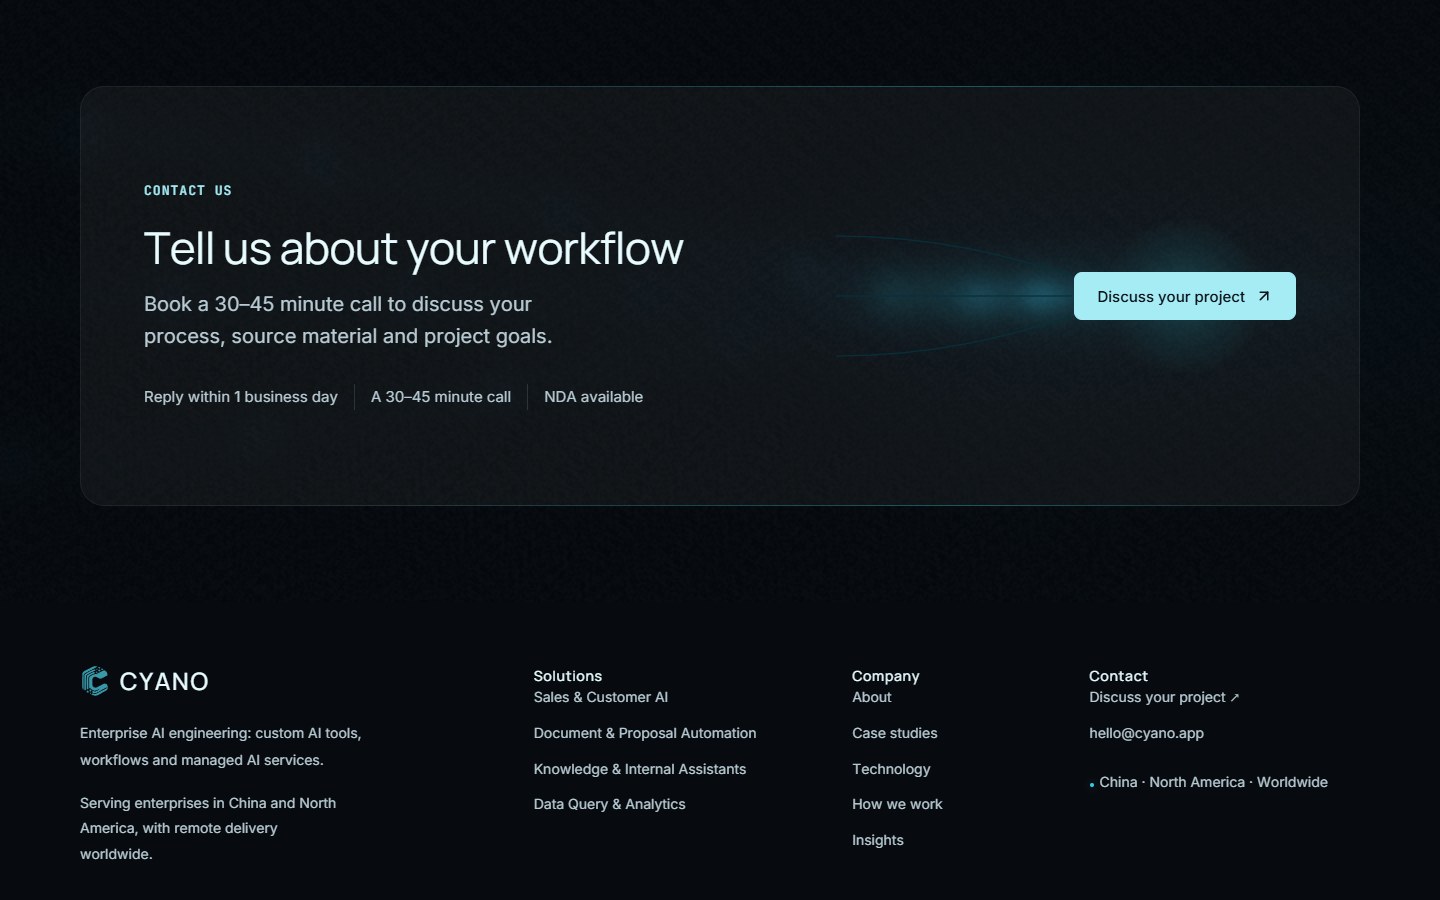 CONTACT US
Tell us about your workflow
Book a 30–45 minute call to discuss your
process, source material and project goals.
Reply within 1 business day
A 30–45 minute call
NDA available
Discuss your project
CYANO
Enterprise AI engineering: custom AI tools,
workflows and managed AI services.
Serving enterprises in China and North
America, with remote delivery
worldwide.
Solutions
Sales & Customer AI
Document & Proposal Automation
Knowledge & Internal Assistants
Data Query & Analytics
Company
About
Case studies
Technology
How we work
Insights
Contact
Discuss your project ↗
hello@cyano.app
China · North America · Worldwide